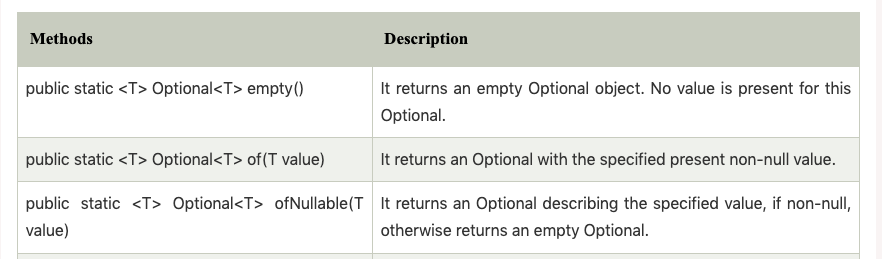 Methods Description
public static <T> Optional<T> empty() It returns an empty Optional object. No value is present for this
Optional.
public static <T> Optional<T> of(T value) It returns an Optional with the specified present non-null value.
public static <T> Optional<T> ofNullable(T It returns an Optional describing the specified value, if non-null,
value) otherwise returns an empty Optional.